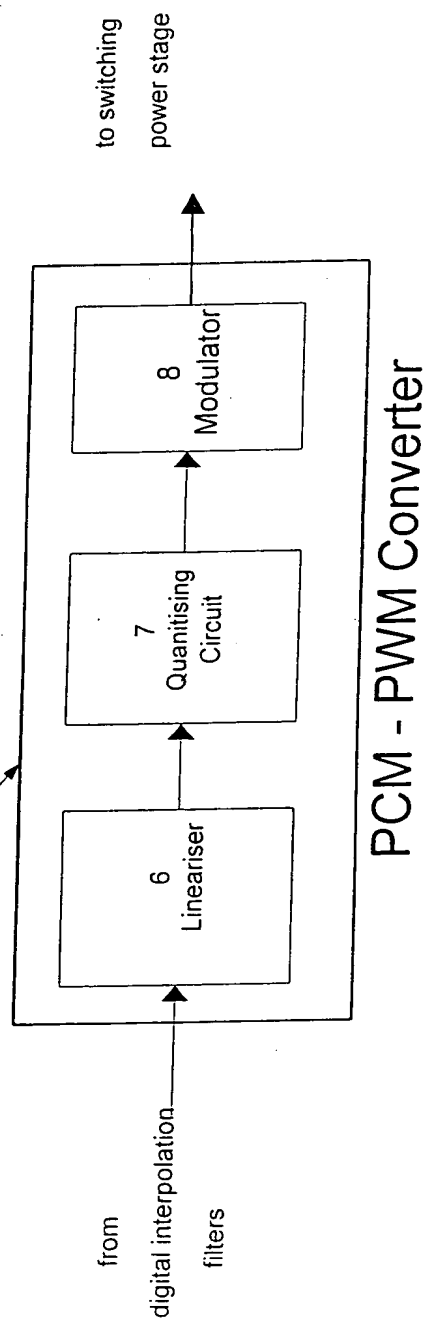 from
digital interpolation
filters
6
Lineariser
7
Quanitising
Circuit
8
Modulator
to switching
power stage
PCM - PWM Converter